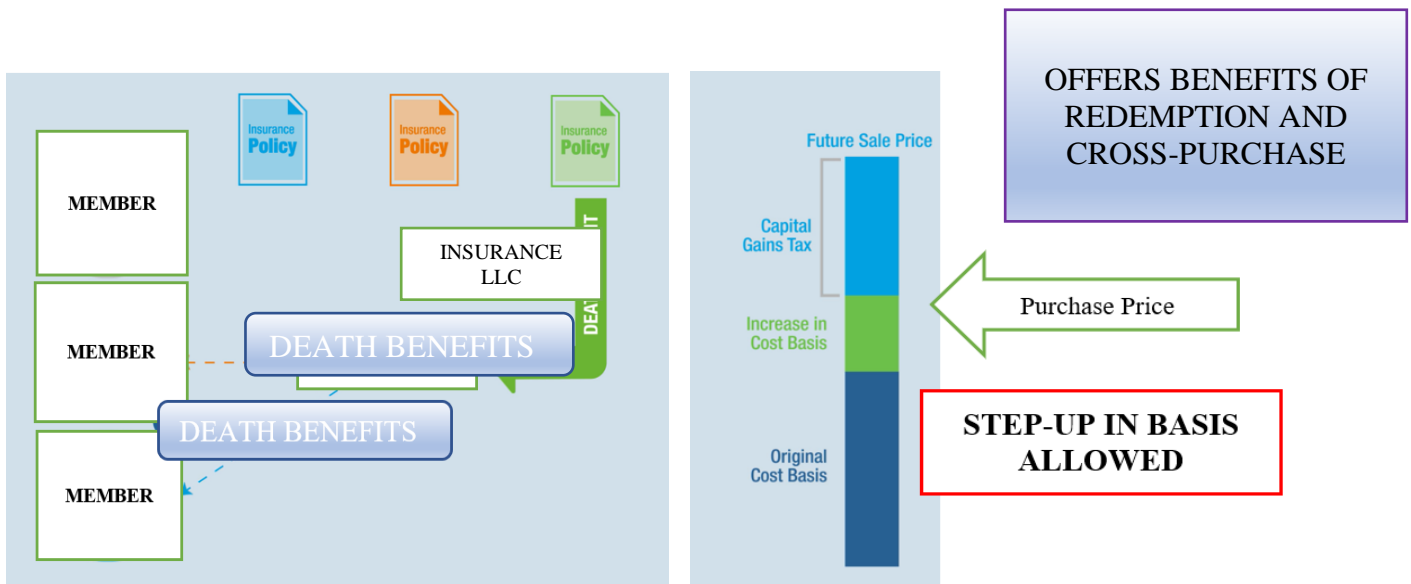 Insurance
Policy
Insurance
Policy
Insurance
Policy
MEMBER
INSURANCE
LLC
MEMBER
DEATH BENEFITS
DEATH BENEFITS
MEMBER
Future Sale Price
Capital
Gains Tax
Increase in
Cost Basis
Original
Cost Basis
OFFERS BENEFITS OF
REDEMPTION AND
CROSS-PURCHASE
Purchase Price
STEP-UP IN BASIS
ALLOWED